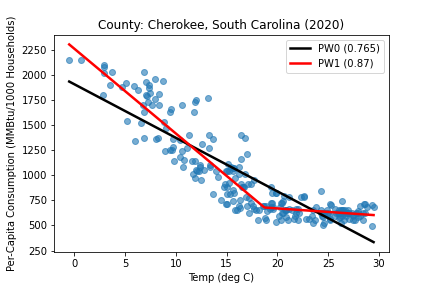 County: Cherokee, South Carolina (2020)
Per-Capita Consumption (MMBtu/1000 Households)
2250
2000
1750
1500
1250
1000
750
500
250
PW0 (0.765)
PW1 (0.87)
0 5 10 15 20 25 30
Temp (deg C)